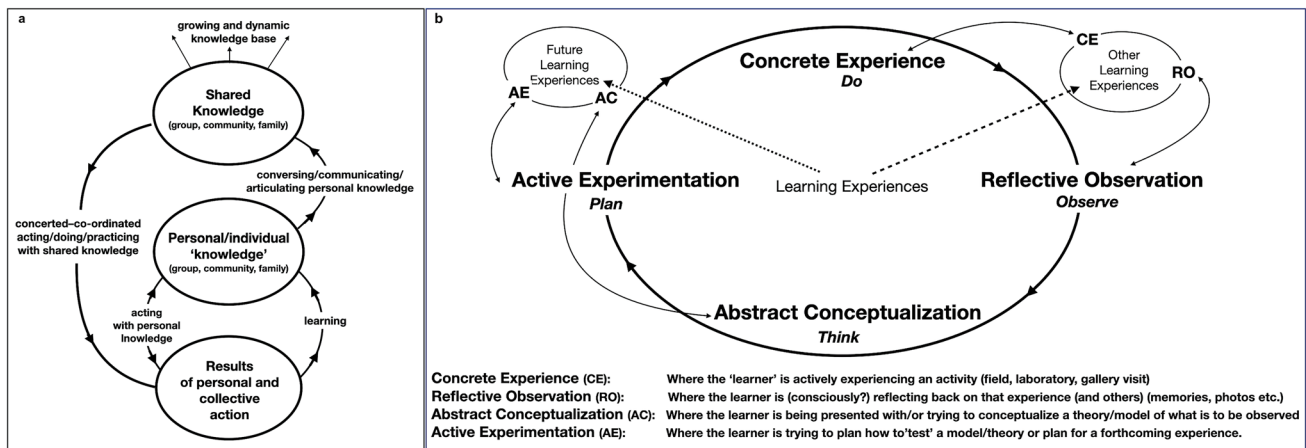 a
growing and dynamic
knowledge base
Shared
Knowledge
(group, community, family)
conversing/communicating/
articulating personal knowledge
concerted–co-ordinated
acting/doing/practicing
with shared knowledge
Personal/individual
‘knowledge’
(group, community, family)
acting
with personal
lnowledge
learning
Results
of personal and
collective
action
b
Future
Learning
Experiences
AE
AC
Concrete Experience
Do
CE
Other
Learning
Experiences
RO
Active Experimentation
Plan
Learning Experiences
Reflective Observation
Observe
Abstract Conceptualization
Think
Concrete Experience (CE): Where the ‘learner’ is actively experiencing an activity (field, laboratory, gallery visit)
Reflective Observation (RO): Where the learner is (consciously?) reflecting back on that experience (and others) (memories, photos etc.)
Abstract Conceptualization (AC): Where the learner is being presented with/or trying to conceptualize a theory/model of what is to be observed
Active Experimentation (AE): Where the learner is trying to plan how to’test’ a model/theory or plan for a forthcoming experience.